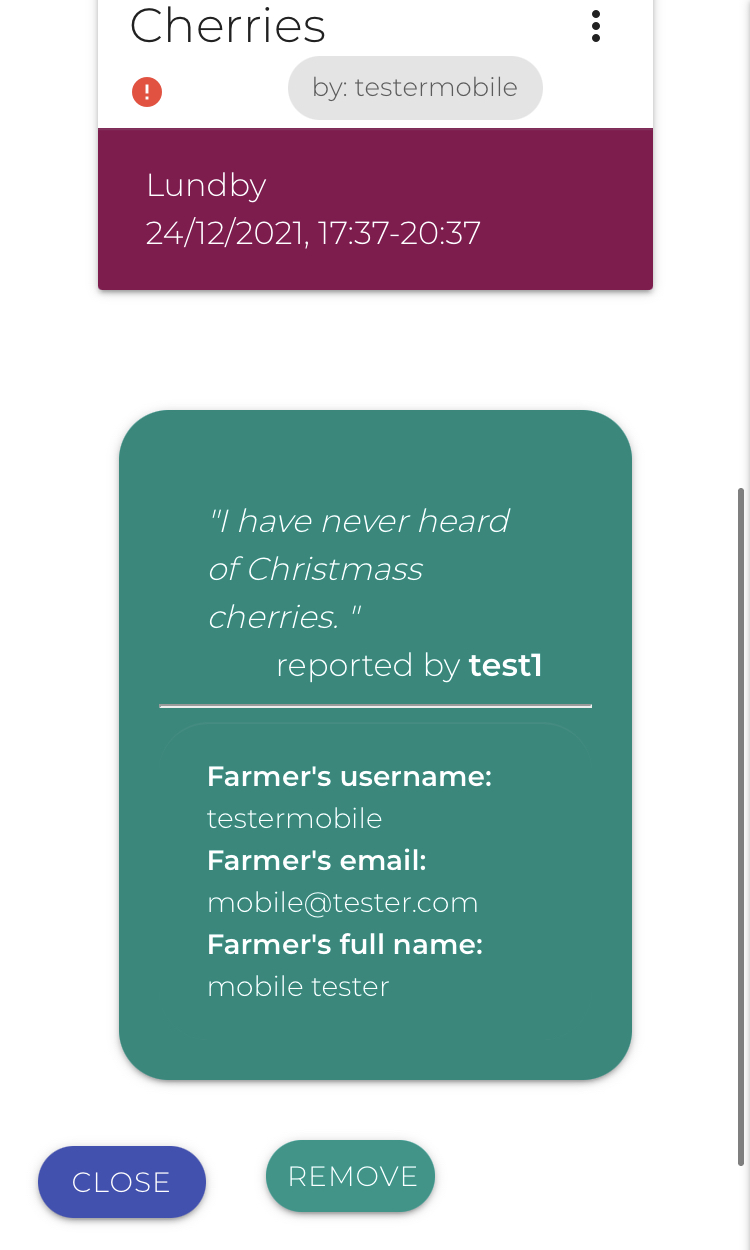 Cherries
by: testermobile
Lundby
24/12/2021, 17:37-20:37
"I have never heard
of Christmass
cherries. "
reported by test1
Farmer's username:
testermobile
Farmer's email:
mobile@tester.com
Farmer's full name:
mobile tester
CLOSE
REMOVE